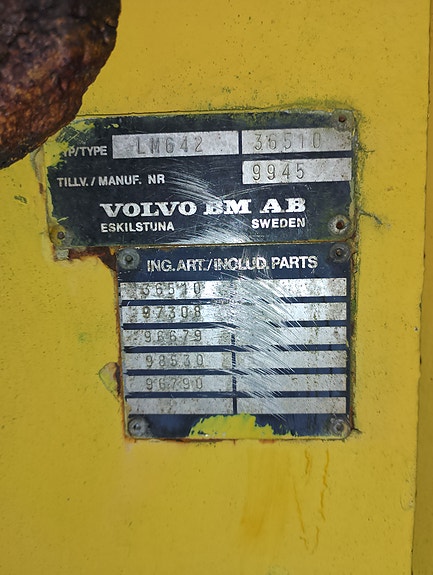 TYP/TYPE LM642 36510
TILLV./MANUF. NR 9945
VOLVO BM AB
ESKILSTUNA SWEDEN
ING.ART./INCLUD.PARTS
36510
97308
96679
98530
96790